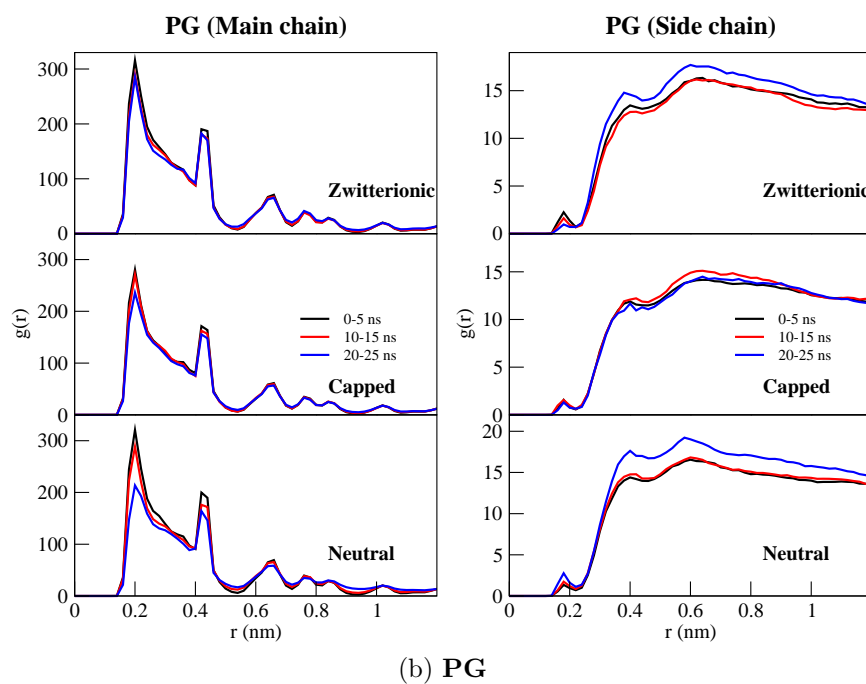 PG (Main chain)
PG (Side chain)
300
200
100
0
Zwitterionic
15
10
5
0
Zwitterionic
g(r)
300
200
100
0
0-5 ns
10-15 ns
20-25 ns
Capped
g(r)
15
10
5
0
0-5 ns
10-15 ns
20-25 ns
Capped
300
200
100
0
Neutral
20
15
10
5
0
Neutral
0 0.2 0.4 0.6 0.8 1
r (nm)
0 0.2 0.4 0.6 0.8 1
r (nm)
(b) PG